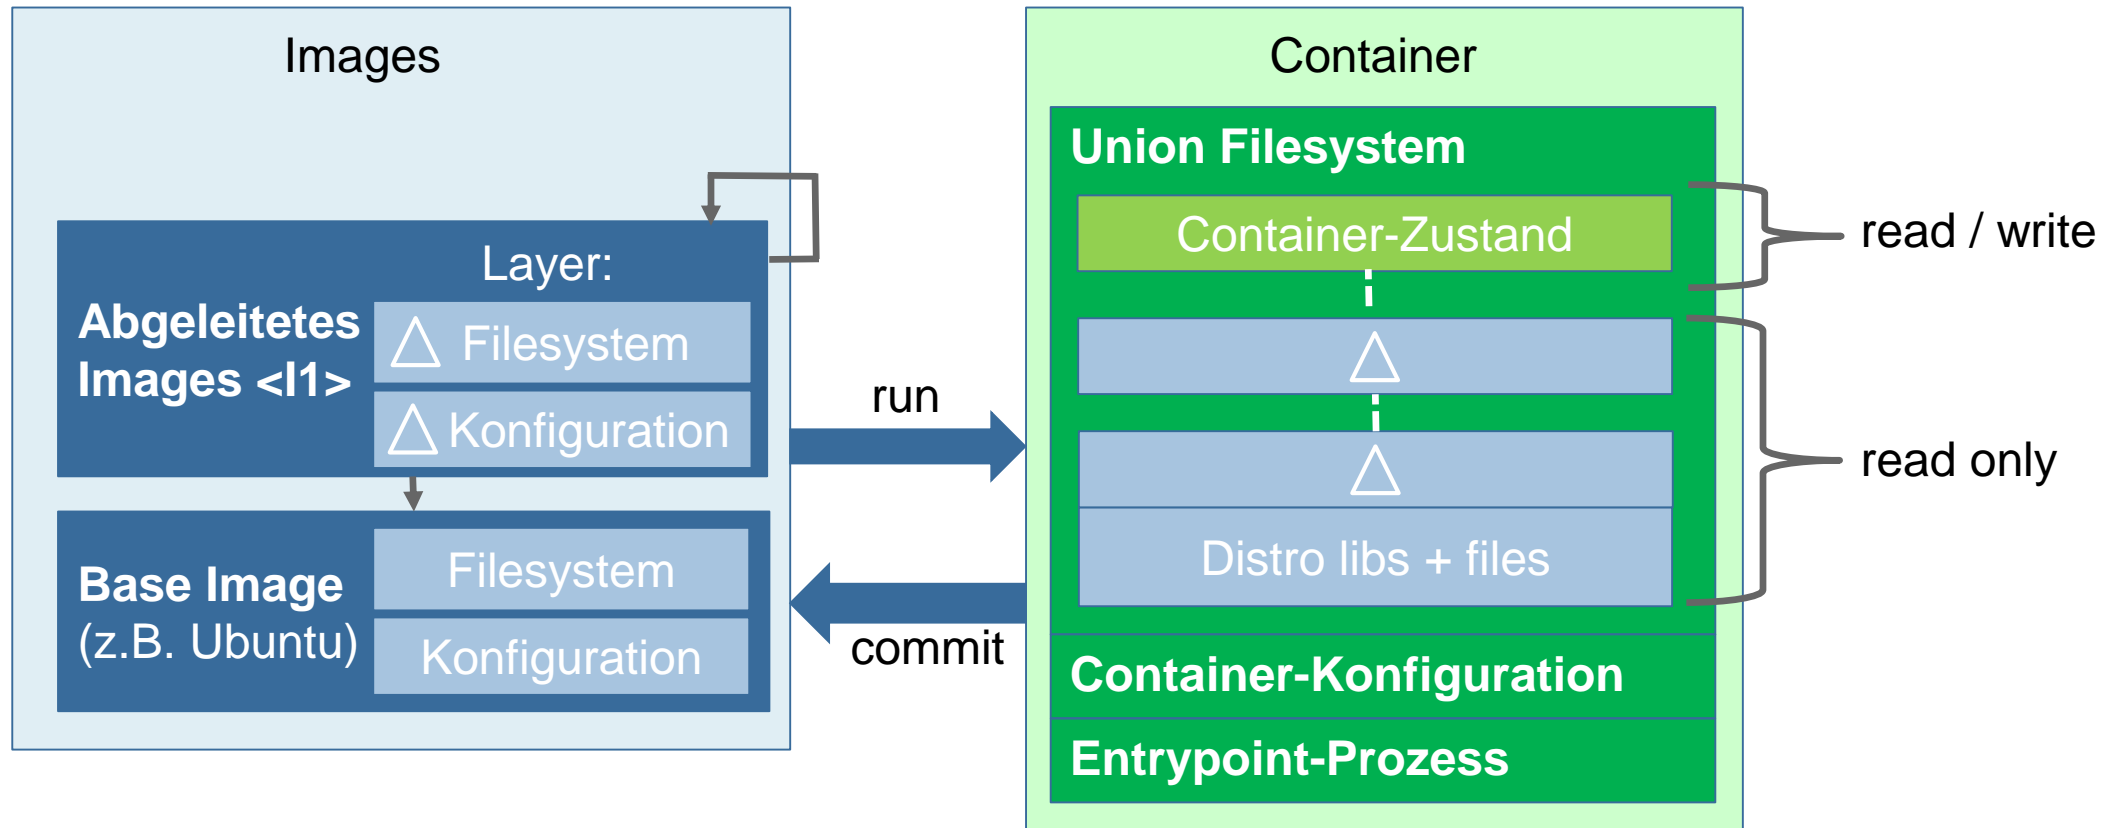 Images
Layer:
Abgeleitetes
Images <I1>
Filesystem
Konfiguration
Base Image
(z.B. Ubuntu)
Filesystem
Konfiguration
run
commit
Container
Union Filesystem
Container-Zustand
Distro libs + files
Container-Konfiguration
Entrypoint-Prozess
read / write
read only